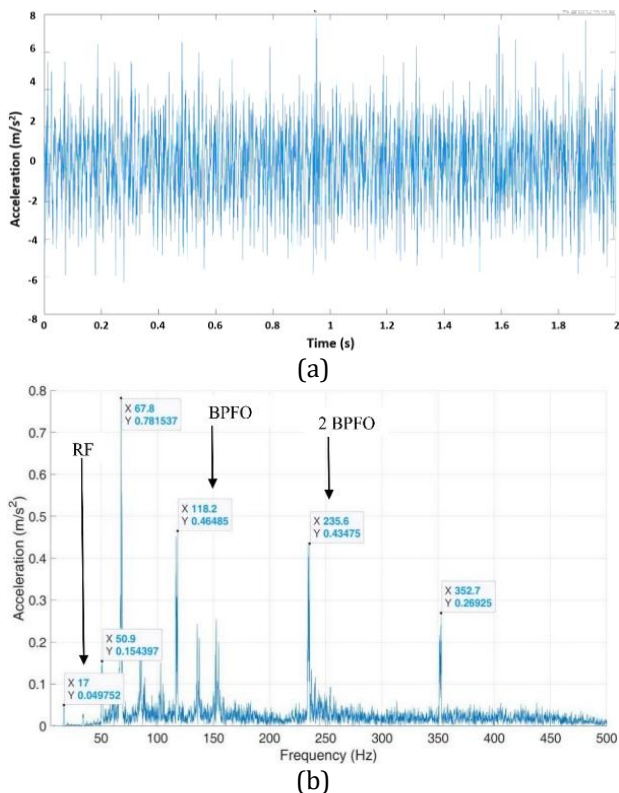 8
6
4
2
0
-2
-4
-6
-8
Acceleration (m/s²)
0 0.2 0.4 0.6 0.8 1 1.2 1.4 1.6 1.8 2
Time (s)
(a)
0.8
0.7
0.6
0.5
0.4
0.3
0.2
0.1
0
Acceleration (m/s²)
RF
X 67.8
Y 0.781537
BPFO
2 BPFO
X 118.2
Y 0.46485
X 235.6
Y 0.43475
X 352.7
Y 0.26925
X 50.9
Y 0.154397
X 17
Y 0.049752
50 100 150 200 250 300 350 400 450 500
Frequency (Hz)
(b)